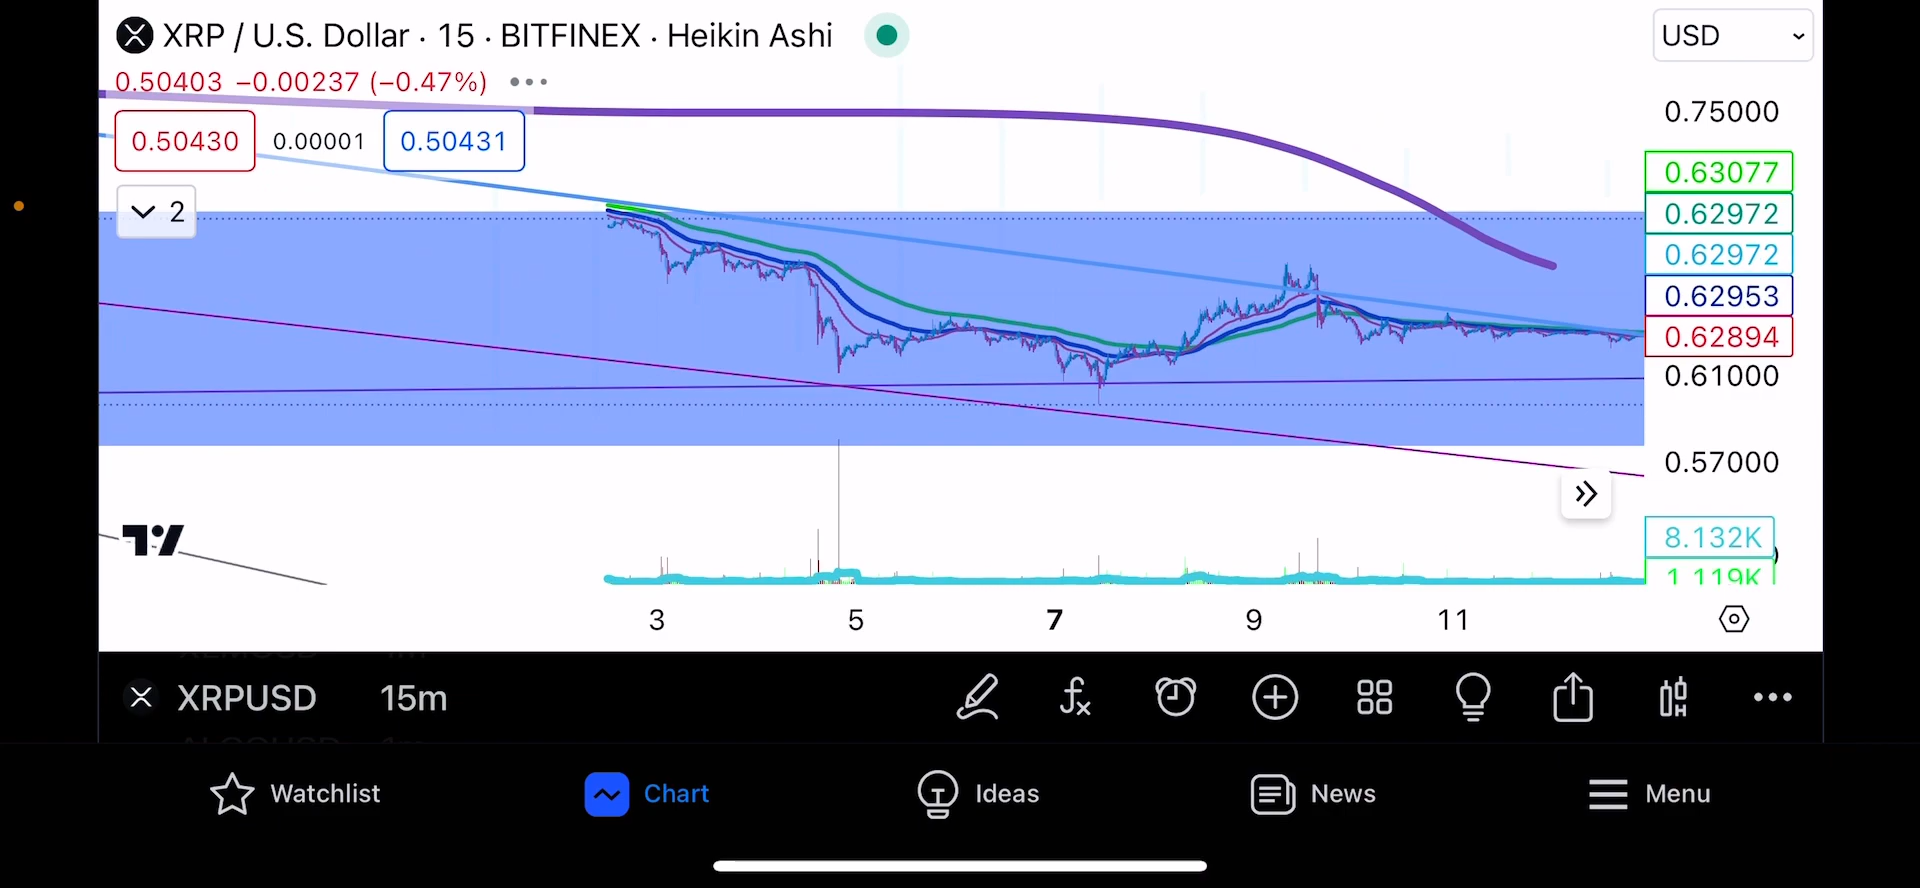 XRP / U.S. Dollar · 15 · BITFINEX · Heikin Ashi
USD
0.50403 −0.00237 (−0.47%)
0.50430 0.00001 0.50431
2
0.75000
0.63077
0.62972
0.62972
0.62953
0.62894
0.61000
0.57000
8.132K
1.119K
3 5 7 9 11
XRPUSD 15m
Watchlist Chart Ideas News Menu